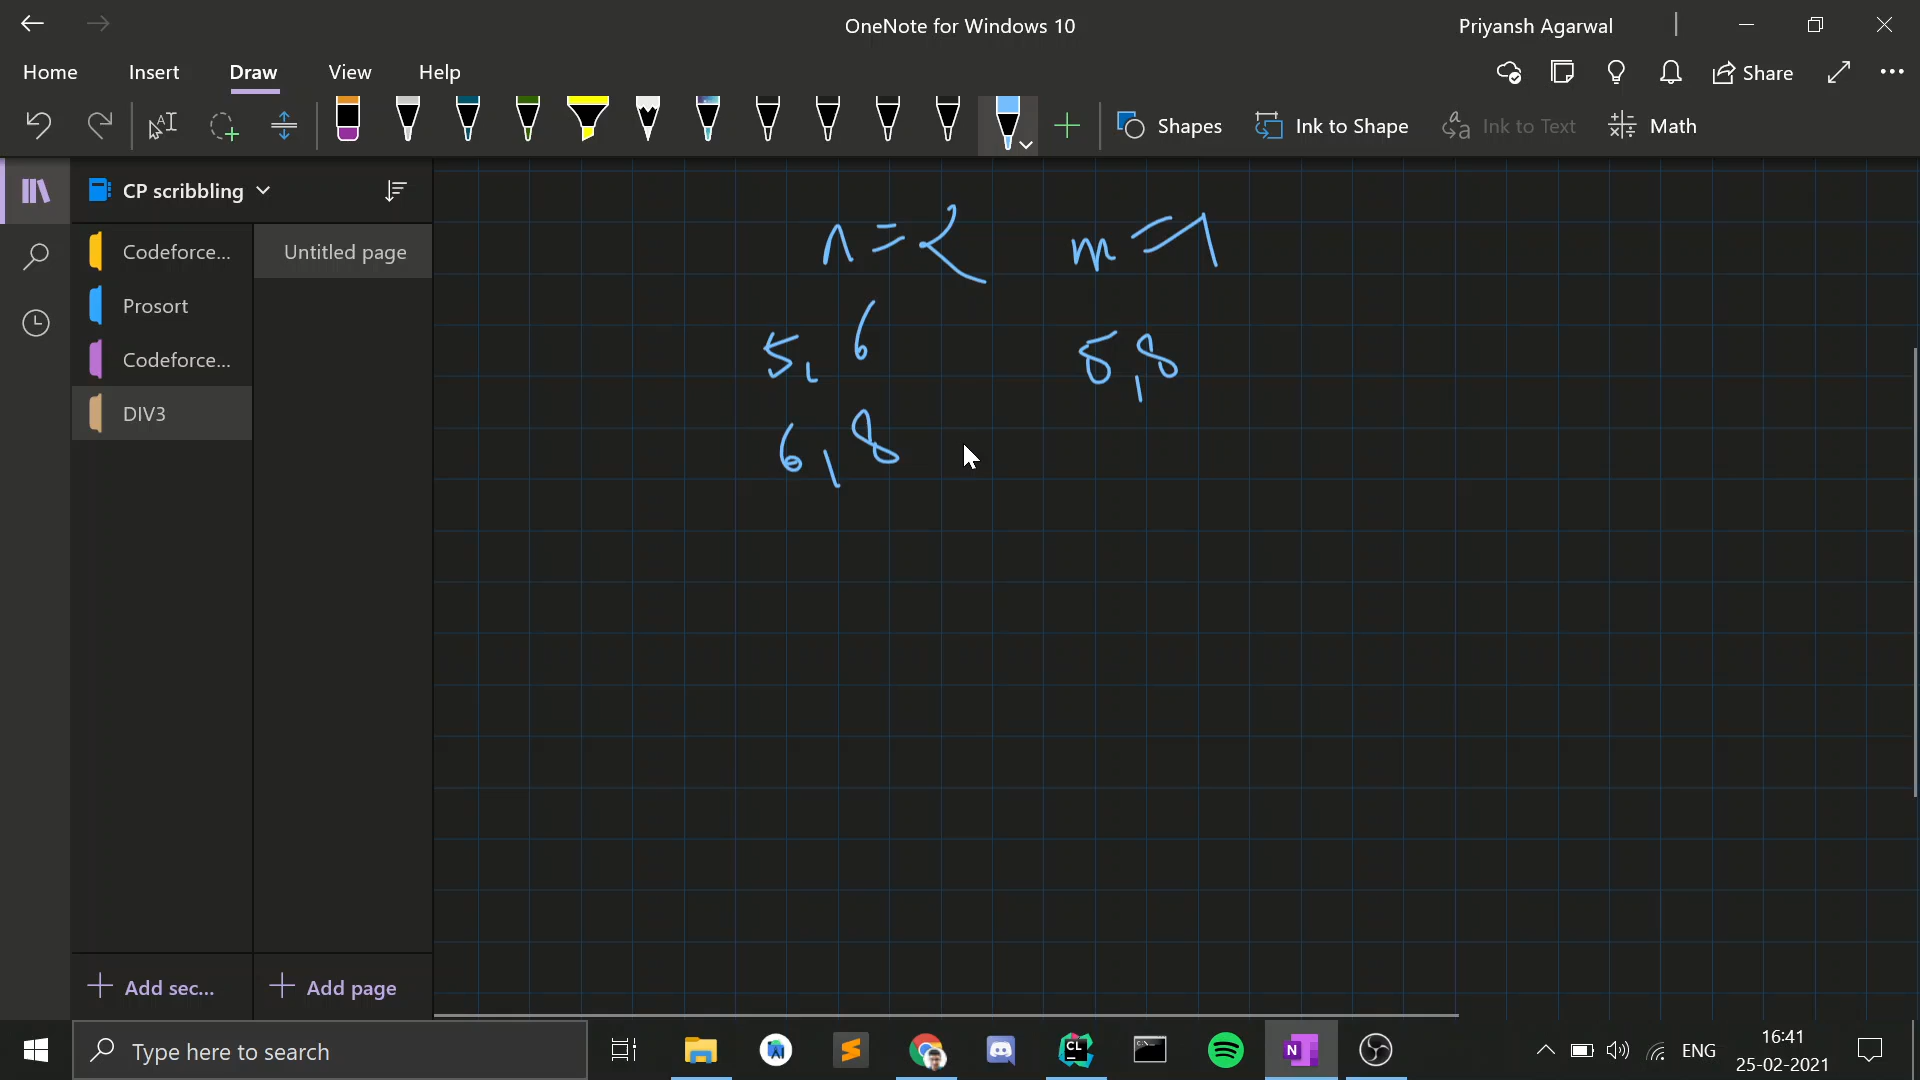 OneNote for Windows 10
Priyansh Agarwal
Home Insert Draw View Help
Share
Shapes Ink to Shape Ink to Text Math
CP scribbling
Codeforce...
Untitled page
Prosort
Codeforce...
DIV3
n = 2 m = 1
5, 6 5, 8
6, 8
Add sec...
Add page
Type here to search
CL
N
ENG
16:41
25-02-2021